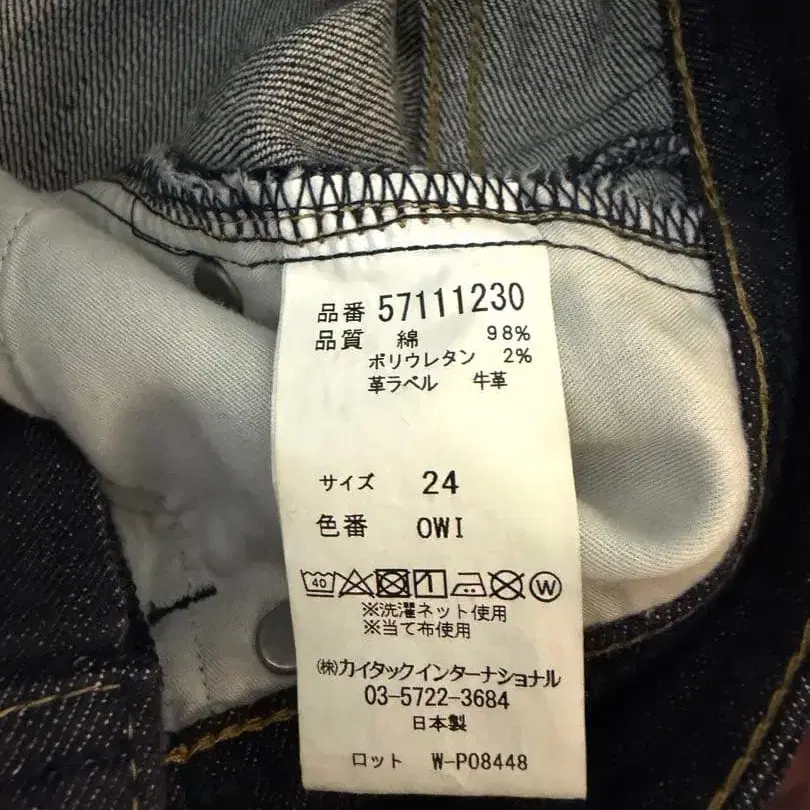 品番 57111230
品質 綿 98%
ポリウレタン 2%
革ラベル 牛革
サイズ 24
色番 OWI
40 W
※洗濯ネット使用
※当て布使用
㈱カイタックインターナショナル
03-5722-3684
日本製
ロット W-P08448